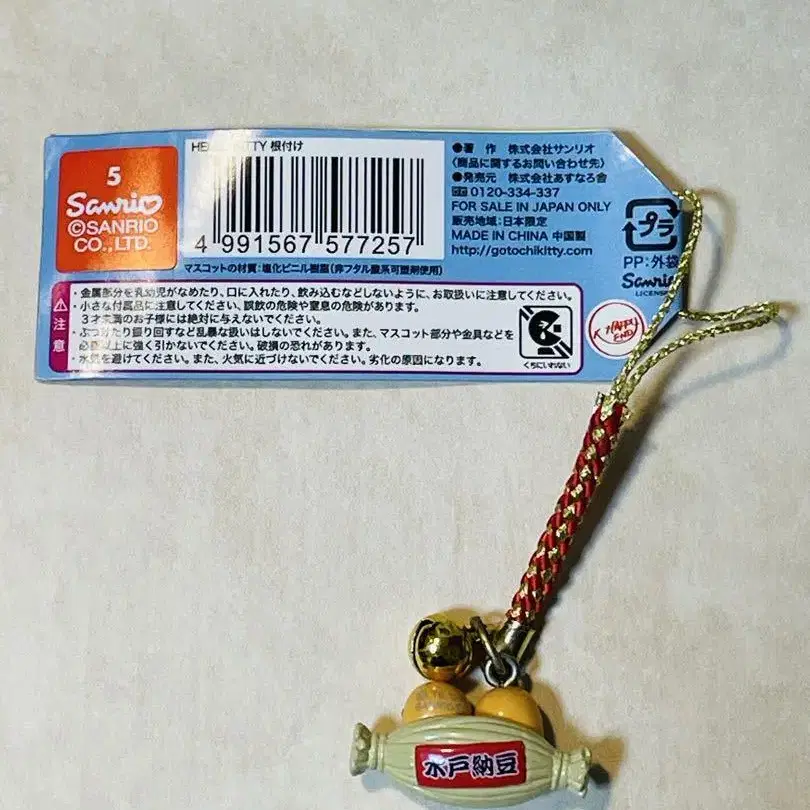 5
Sanrio
©SANRIO
CO., LTD.
HELLO KITTY 根付け
4 991567 577257
マスコットの材質：塩化ビニル樹脂（非フタル酸系可塑剤使用）
●著 作 株式会社サンリオ
〈商品に関するお問い合わせ先〉
●発売元 株式会社あすなろ舎
0120-334-337
FOR SALE IN JAPAN ONLY
販売地域：日本限定
MADE IN CHINA 中国製
http://gotochikitty.com
プラ
PP：外袋
Sanrio
LICENSE
注意
・金属部分を乳幼児がなめたり、口に入れたり、飲み込むなどしないように、お取扱いに注意してください。
・小さな付属品に注意してください。誤飲の危険や窒息の危険があります。
3才未満のお子様には絶対に与えないでください。
・ぶつけたり振り回すなど乱暴な扱いはしないでください。また、マスコット部分や金具などを
必要以上に強く引かないでください。破損の恐れがあります。
・水気を避けてください。また、火気に近づけないでください。劣化の原因になります。
くちにいれない
HAPPY
END
水戸納豆